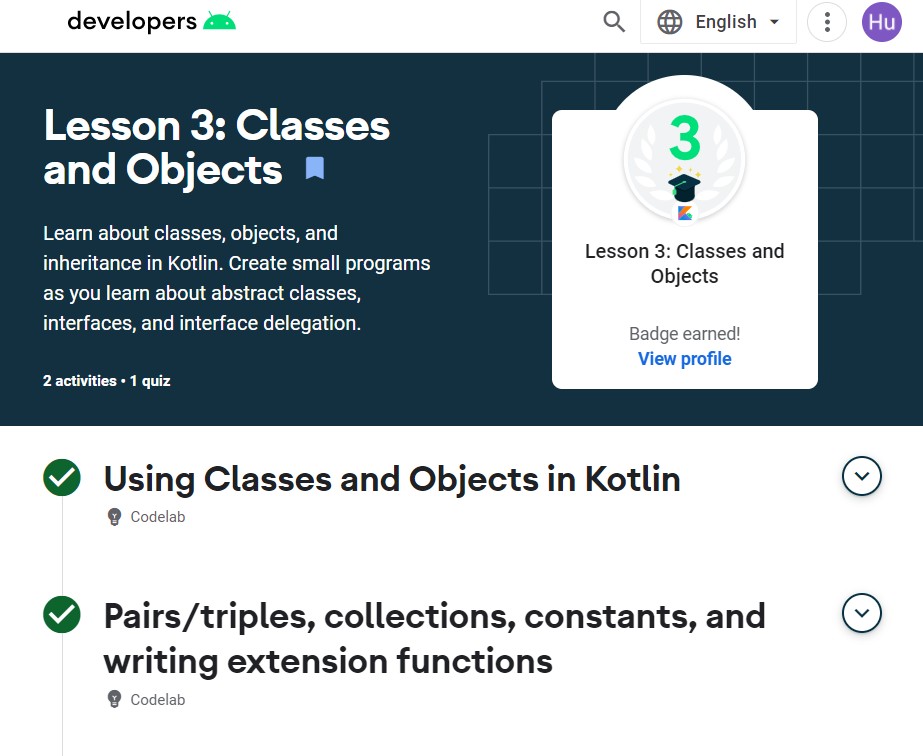 developers
English
Hu
Lesson 3: Classes
and Objects
Learn about classes, objects, and
inheritance in Kotlin. Create small programs
as you learn about abstract classes,
interfaces, and interface delegation.
2 activities • 1 quiz
3
Lesson 3: Classes and
Objects
Badge earned!
View profile
Using Classes and Objects in Kotlin
Codelab
Pairs/triples, collections, constants, and
writing extension functions
Codelab